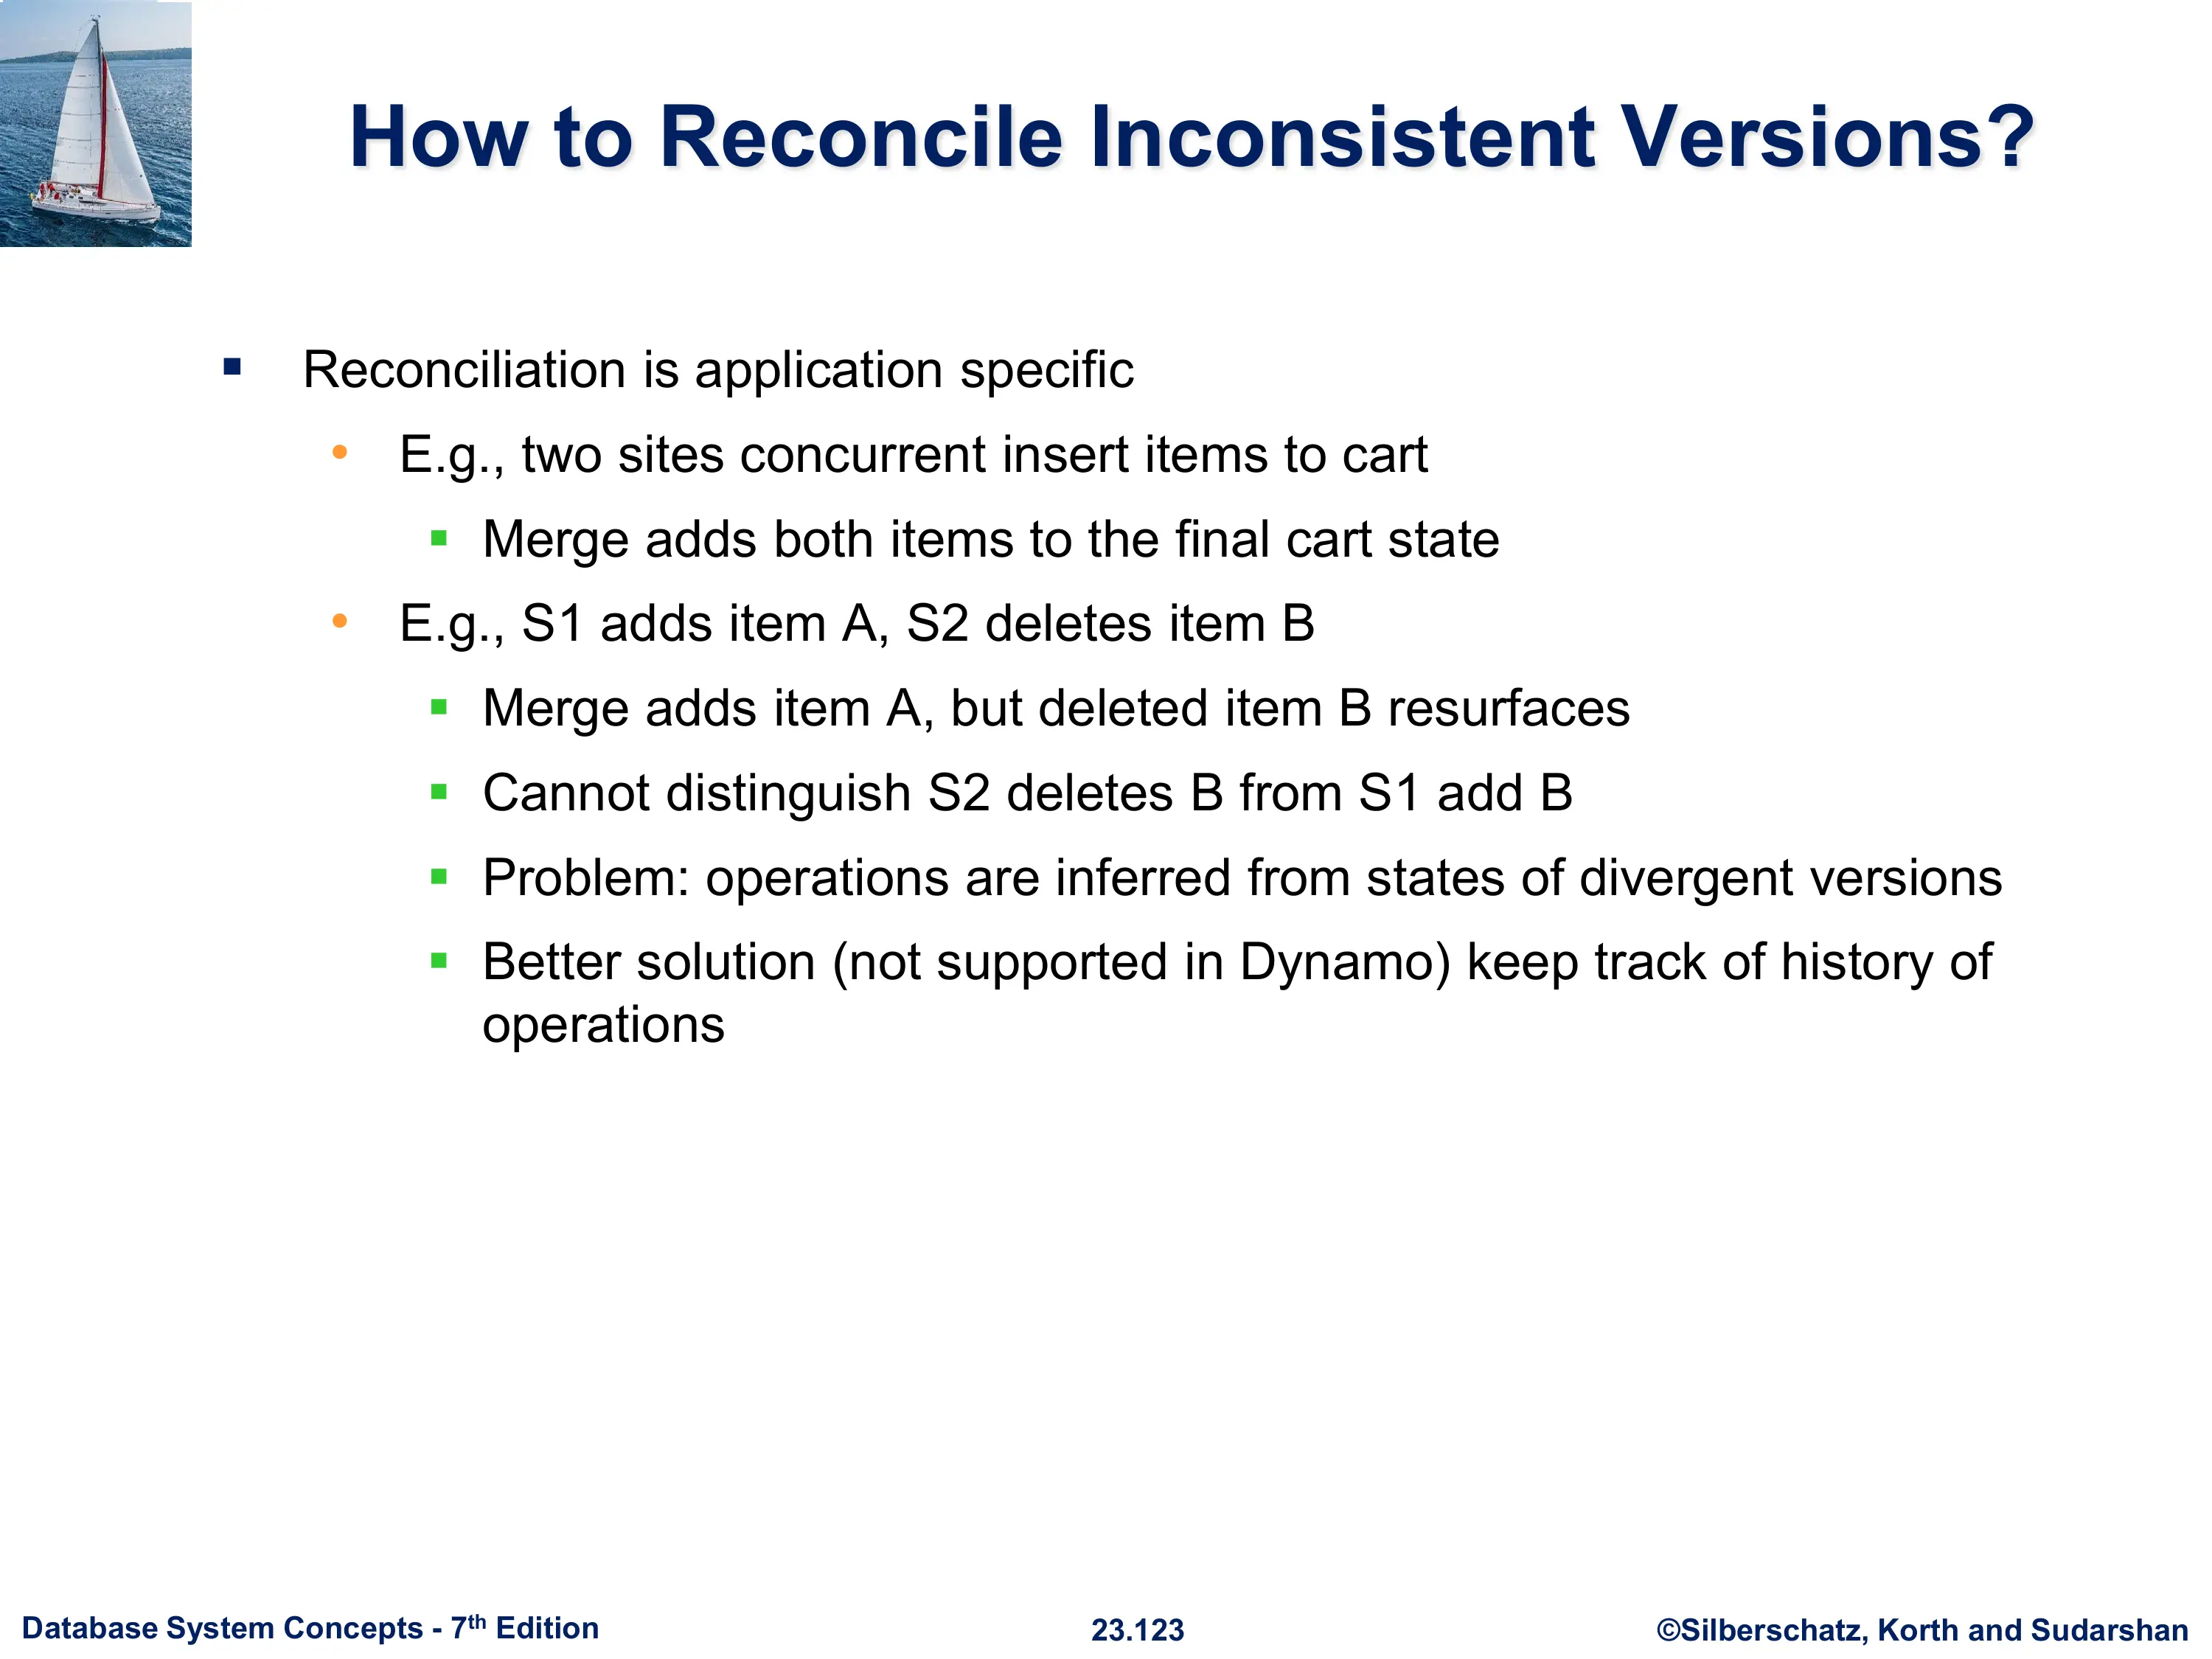 How to Reconcile Inconsistent Versions?
▪ Reconciliation is application specific
• E.g., two sites concurrent insert items to cart
▪ Merge adds both items to the final cart state
• E.g., S1 adds item A, S2 deletes item B
▪ Merge adds item A, but deleted item B resurfaces
▪ Cannot distinguish S2 deletes B from S1 add B
▪ Problem: operations are inferred from states of divergent versions
▪ Better solution (not supported in Dynamo) keep track of history of
operations
Database System Concepts - 7th Edition
23.123
©Silberschatz, Korth and Sudarshan